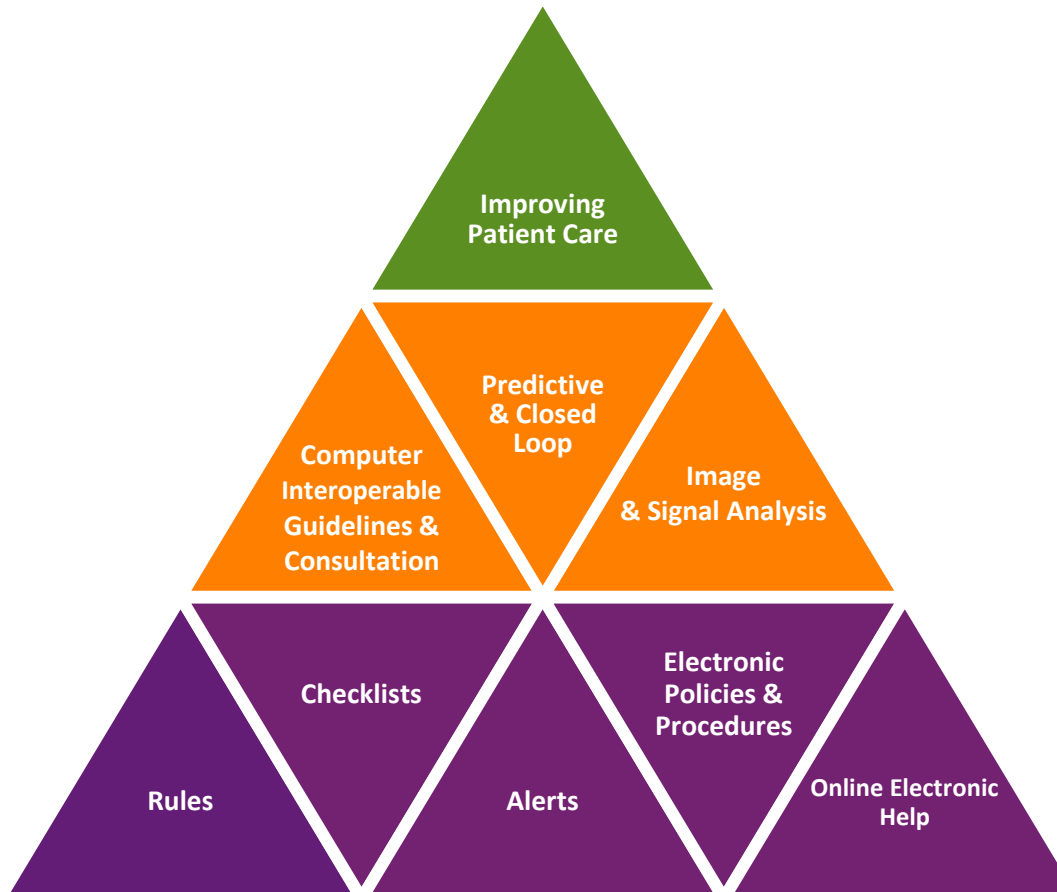 Improving
Patient Care
Predictive
& Closed
Loop
Computer
Interoperable
Guidelines &
Consultation
Image
& Signal Analysis
Checklists
Electronic
Policies &
Procedures
Rules
Alerts
Online Electronic
Help